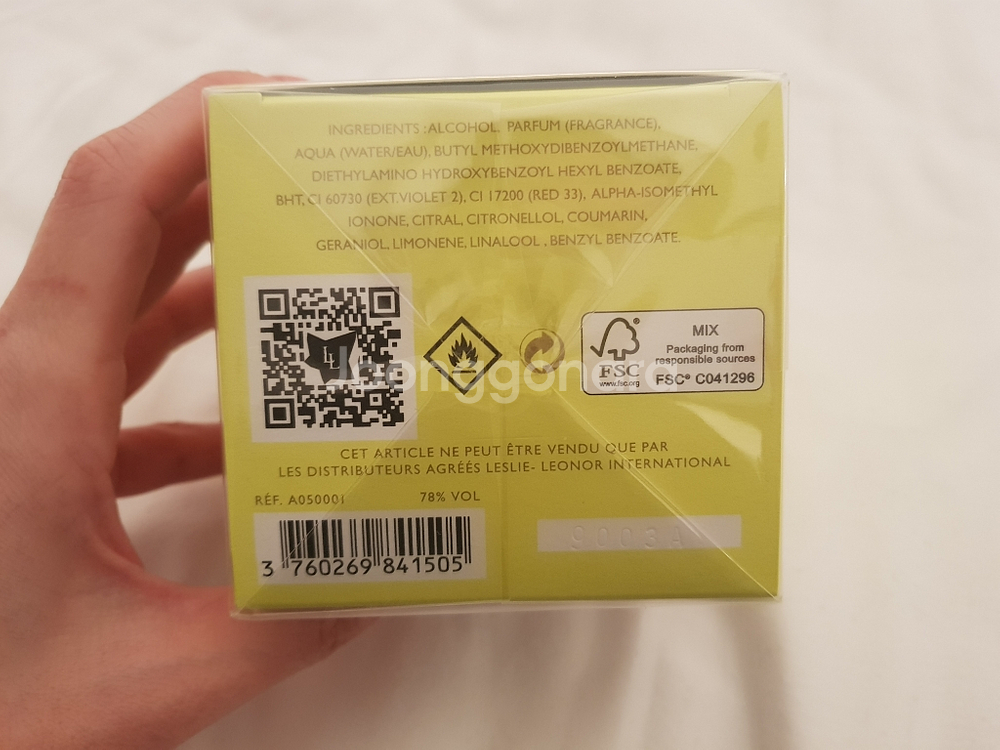 INGREDIENTS :ALCOHOL, PARFUM (FRAGRANCE),
AQUA (WATER/EAU), BUTYL METHOXYDIBENZOYLMETHANE,
DIETHYLAMINO HYDROXYBENZOYL HEXYL BENZOATE,
BHT, CI 60730 (EXT.VIOLET 2), CI 17200 (RED 33), ALPHA-ISOMETHYL
IONONE, CITRAL, CITRONELLOL, COUMARIN,
GERANIOL, LIMONENE, LINALOOL , BENZYL BENZOATE.
LL
FSC
www.fsc.org
MIX
Packaging from
responsible sources
FSC® C041296
Joonggonara
CET ARTICLE NE PEUT ÊTRE VENDU QUE PAR
LES DISTRIBUTEURS AGRÉÉS LESLIE- LEONOR INTERNATIONAL
RÉF. A050001 78% VOL
3 760269 841505
9003A